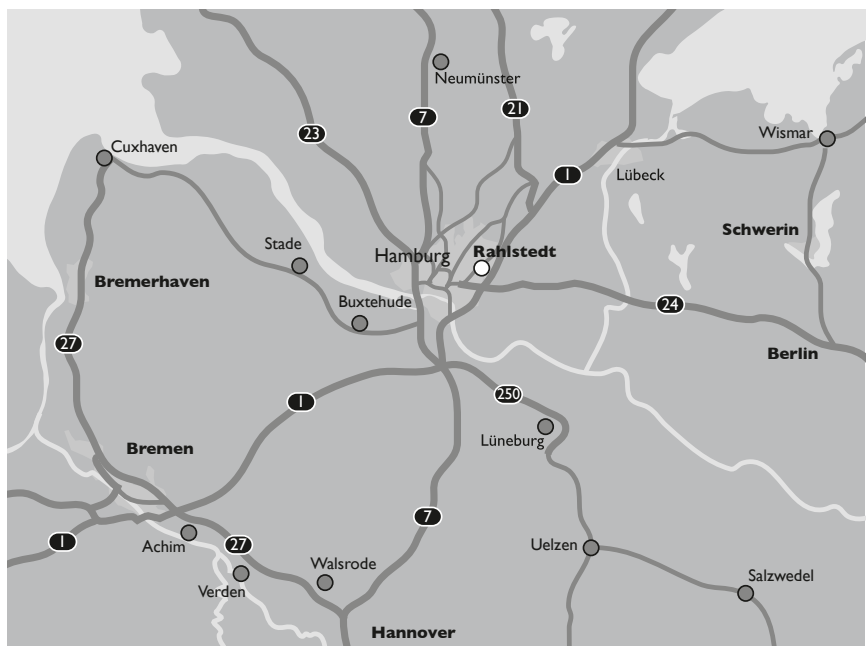 Neumünster
21
7
23
Wismar
Cuxhaven
1
Lübeck
Schwerin
Stade
Hamburg
Rahlstedt
Bremerhaven
Buxtehude
24
27
Berlin
250
1
Lüneburg
Bremen
7
1
Achim
27
Uelzen
Walsrode
Salzwedel
Verden
Hannover